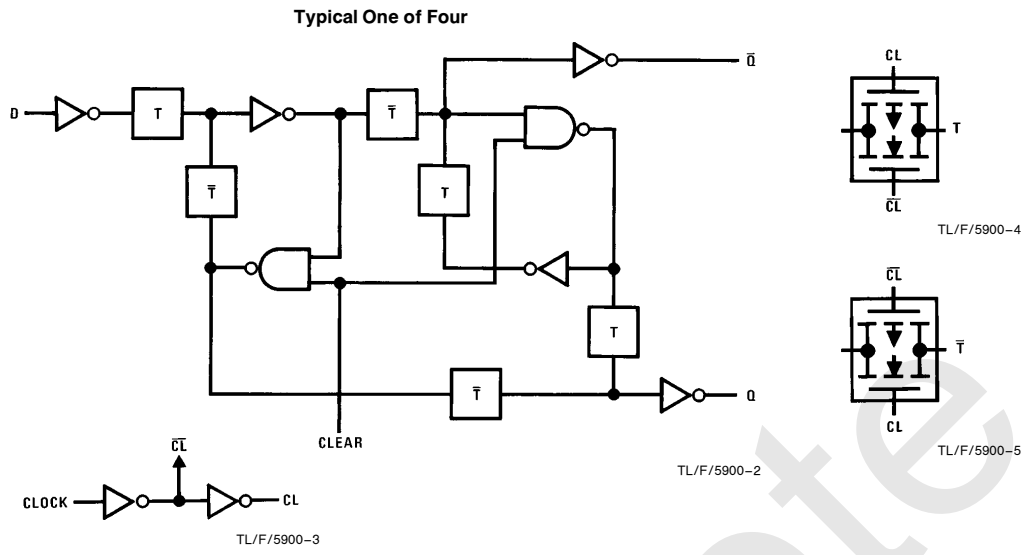 Typical One of Four
D
T
T̅
Q̅
T̅
T
T̅
T
T̅
Q
CLEAR
TL/F/5900–2
CLOCK
C̅L̅
CL
TL/F/5900–3
CL
T
C̅L̅
TL/F/5900–4
C̅L̅
T̅
CL
TL/F/5900–5
ete